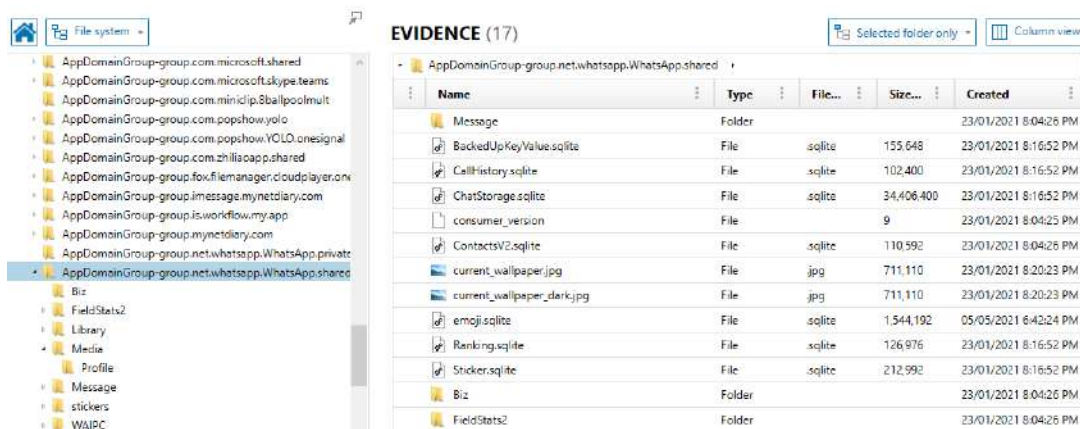 File system
AppDomainGroup-group.com.microsoft.shared
AppDomainGroup-group.com.microsoft.skype.teams
AppDomainGroup-group.com.miniclip.8ballpoolmult
AppDomainGroup-group.com.popshow.yolo
AppDomainGroup-group.com.popshow.YOLO.onesignal
AppDomainGroup-group.com.zhiliaoapp.shared
AppDomainGroup-group.fox.filemanager.cloudplayer.one
AppDomainGroup-group.imessage.mynetdiary.com
AppDomainGroup-group.is.workflow.my.app
AppDomainGroup-group.mynetdiary.com
AppDomainGroup-group.net.whatsapp.WhatsApp.private
AppDomainGroup-group.net.whatsapp.WhatsApp.shared
Biz
FieldStats2
Library
Media
Profile
Message
stickers
WAIPC
EVIDENCE (17)
Selected folder only
Column view
AppDomainGroup-group.net.whatsapp.WhatsApp.shared
Name Type File... Size... Created
Message Folder 23/01/2021 8:04:26 PM
BackedUpKeyValue.sqlite File .sqlite 155,648 23/01/2021 8:16:52 PM
CallHistory.sqlite File .sqlite 102,400 23/01/2021 8:16:52 PM
ChatStorage.sqlite File .sqlite 34,406,400 23/01/2021 8:16:52 PM
consumer_version File 9 23/01/2021 8:04:25 PM
ContactsV2.sqlite File .sqlite 110,592 23/01/2021 8:04:26 PM
current_wallpaper.jpg File .jpg 711,110 23/01/2021 8:20:23 PM
current_wallpaper_dark.jpg File .jpg 711,110 23/01/2021 8:20:23 PM
emoji.sqlite File .sqlite 1,544,192 05/05/2021 6:42:24 PM
Ranking.sqlite File .sqlite 126,976 23/01/2021 8:16:52 PM
Sticker.sqlite File .sqlite 212,992 23/01/2021 8:16:52 PM
Biz Folder 23/01/2021 8:04:26 PM
FieldStats2 Folder 23/01/2021 8:04:26 PM